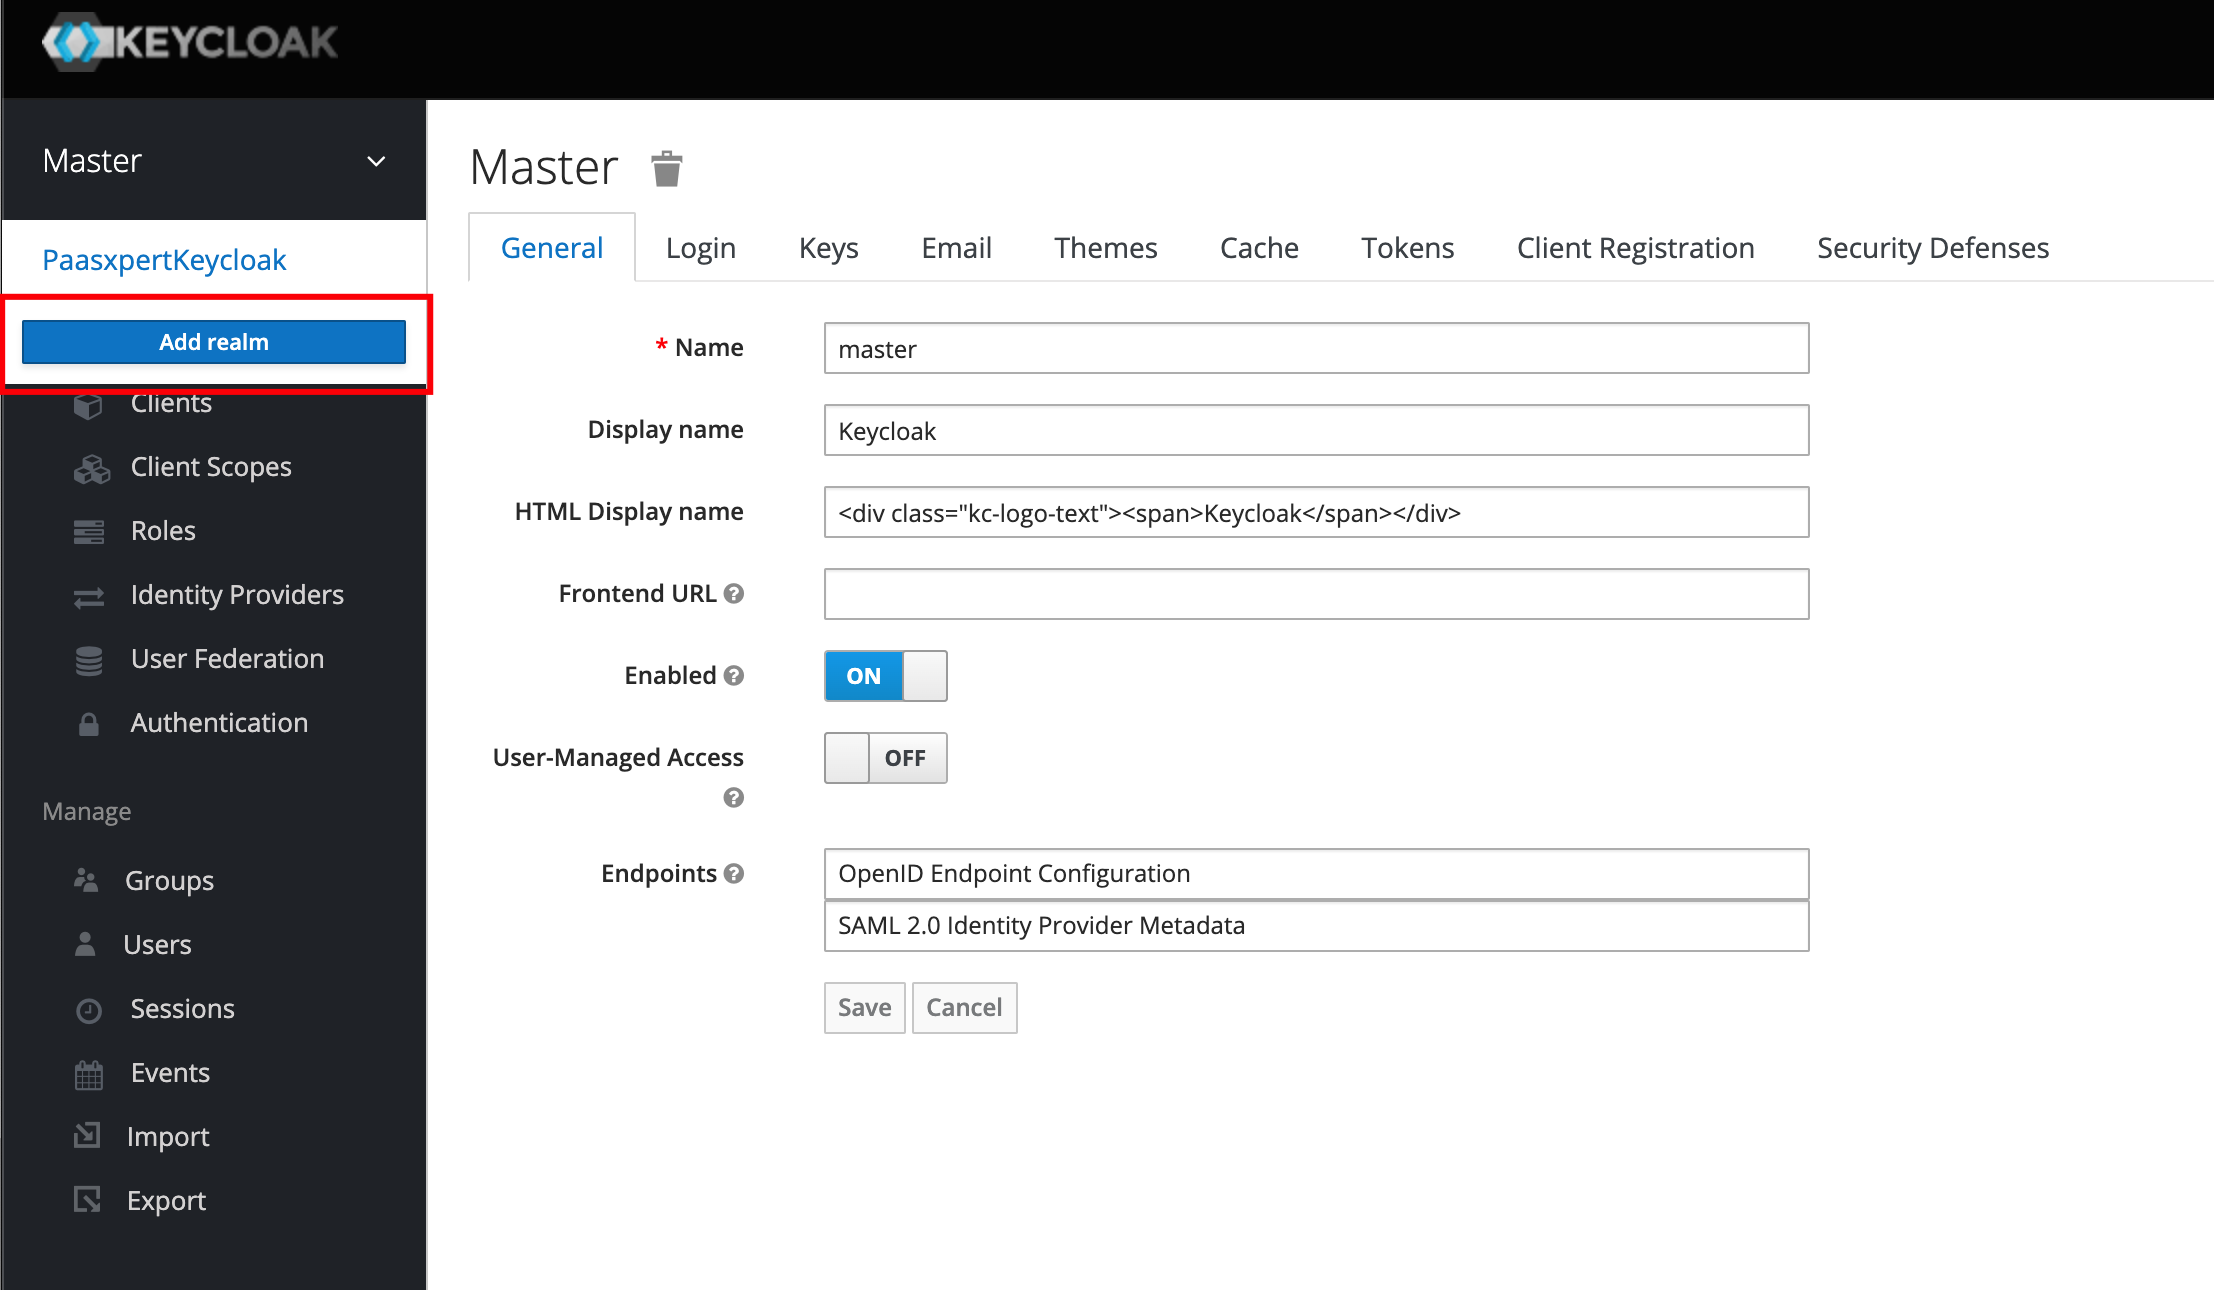 KEYCLOAK
Master
PaasxpertKeycloak
Add realm
Clients
Client Scopes
Roles
Identity Providers
User Federation
Authentication
Manage
Groups
Users
Sessions
Events
Import
Export
Master
General Login Keys Email Themes Cache Tokens Client Registration Security Defenses
* Name master
Display name Keycloak
HTML Display name <div class="kc-logo-text"><span>Keycloak</span></div>
Frontend URL ?
Enabled ? ON
User-Managed Access OFF
?
Endpoints ? OpenID Endpoint Configuration
SAML 2.0 Identity Provider Metadata
Save Cancel